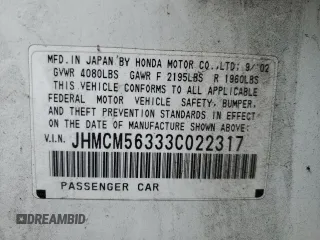 MFD. IN JAPAN BY HONDA MOTOR CO.,LTD. 9/02
GVWR 4080LBS GAWR F 2195LBS R 1960LBS
THIS VEHICLE CONFORMS TO ALL APPLICABLE
FEDERAL MOTOR VEHICLE SAFETY, BUMPER,
AND THEFT PREVENTION STANDARDS IN EFFECT ON
THE DATE OF MANUFACTURE SHOWN ABOVE.
V.I.N. JHMCM56333C022317
PASSENGER CAR
DREAMBID